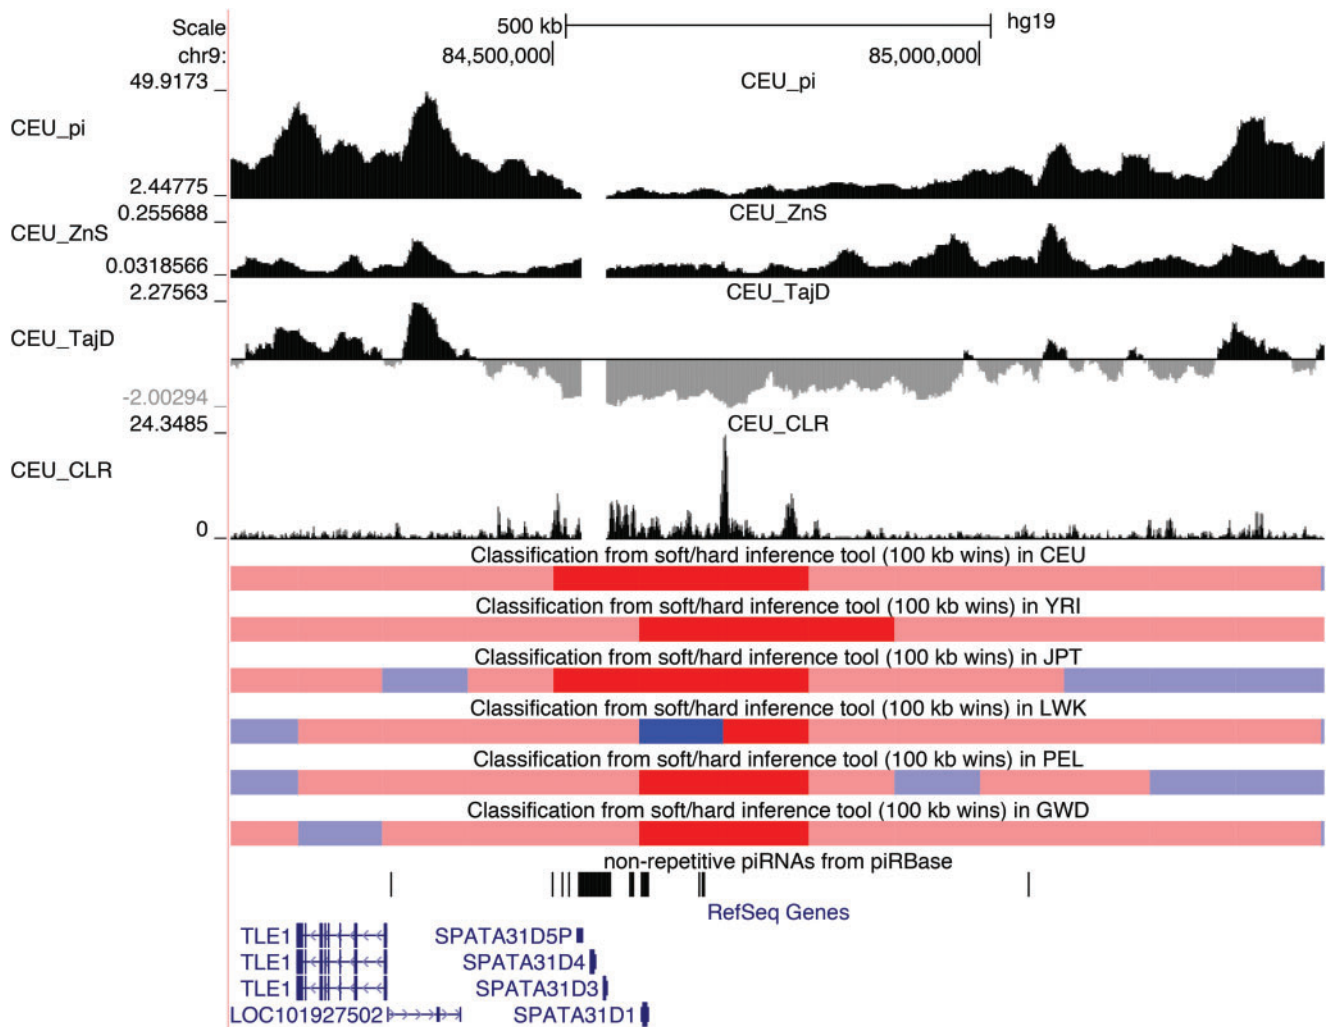 Scale 500 kb hg19
chr9: 84,500,000 85,000,000
49.9173 CEU_pi
CEU_pi
2.44775
0.255688 CEU_ZnS
CEU_ZnS
0.0318566
2.27563 CEU_TajD
CEU_TajD
-2.00294
24.3485 CEU_CLR
CEU_CLR
0
Classification from soft/hard inference tool (100 kb wins) in CEU
Classification from soft/hard inference tool (100 kb wins) in YRI
Classification from soft/hard inference tool (100 kb wins) in JPT
Classification from soft/hard inference tool (100 kb wins) in LWK
Classification from soft/hard inference tool (100 kb wins) in PEL
Classification from soft/hard inference tool (100 kb wins) in GWD
non-repetitive piRNAs from piRBase
RefSeq Genes
TLE1 SPATA31D5P
TLE1 SPATA31D4
TLE1 SPATA31D3
LOC101927502 SPATA31D1